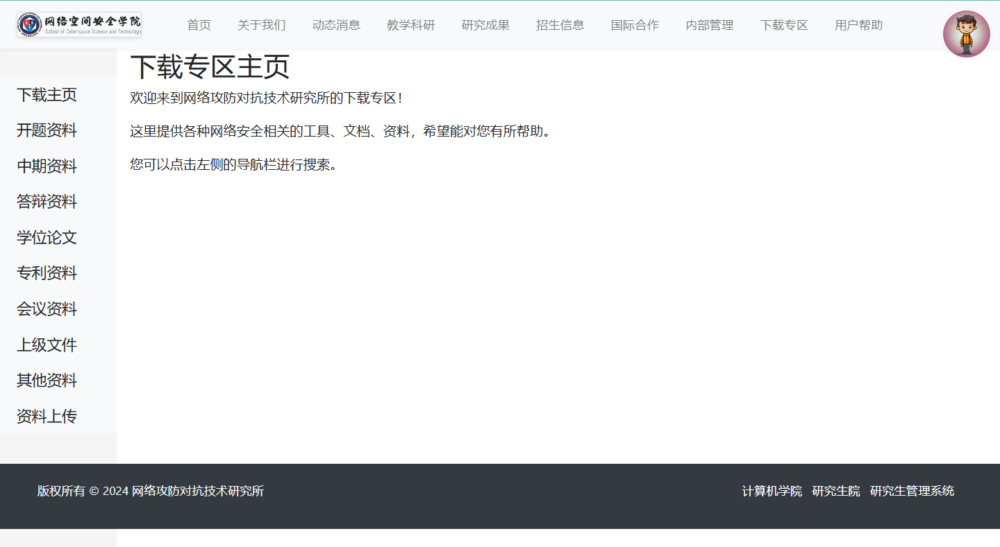 网络空间安全学院
School of Cyberspace Science and Technology
首页 关于我们 动态消息 教学科研 研究成果 招生信息 国际合作 内部管理 下载专区 用户帮助
下载主页
开题资料
中期资料
答辩资料
学位论文
专利资料
会议资料
上级文件
其他资料
资料上传
下载专区主页
欢迎来到网络攻防对抗技术研究所的下载专区！
这里提供各种网络安全相关的工具、文档、资料，希望能对您有所帮助。
您可以点击左侧的导航栏进行搜索。
版权所有 © 2024 网络攻防对抗技术研究所
计算机学院 研究生院 研究生管理系统